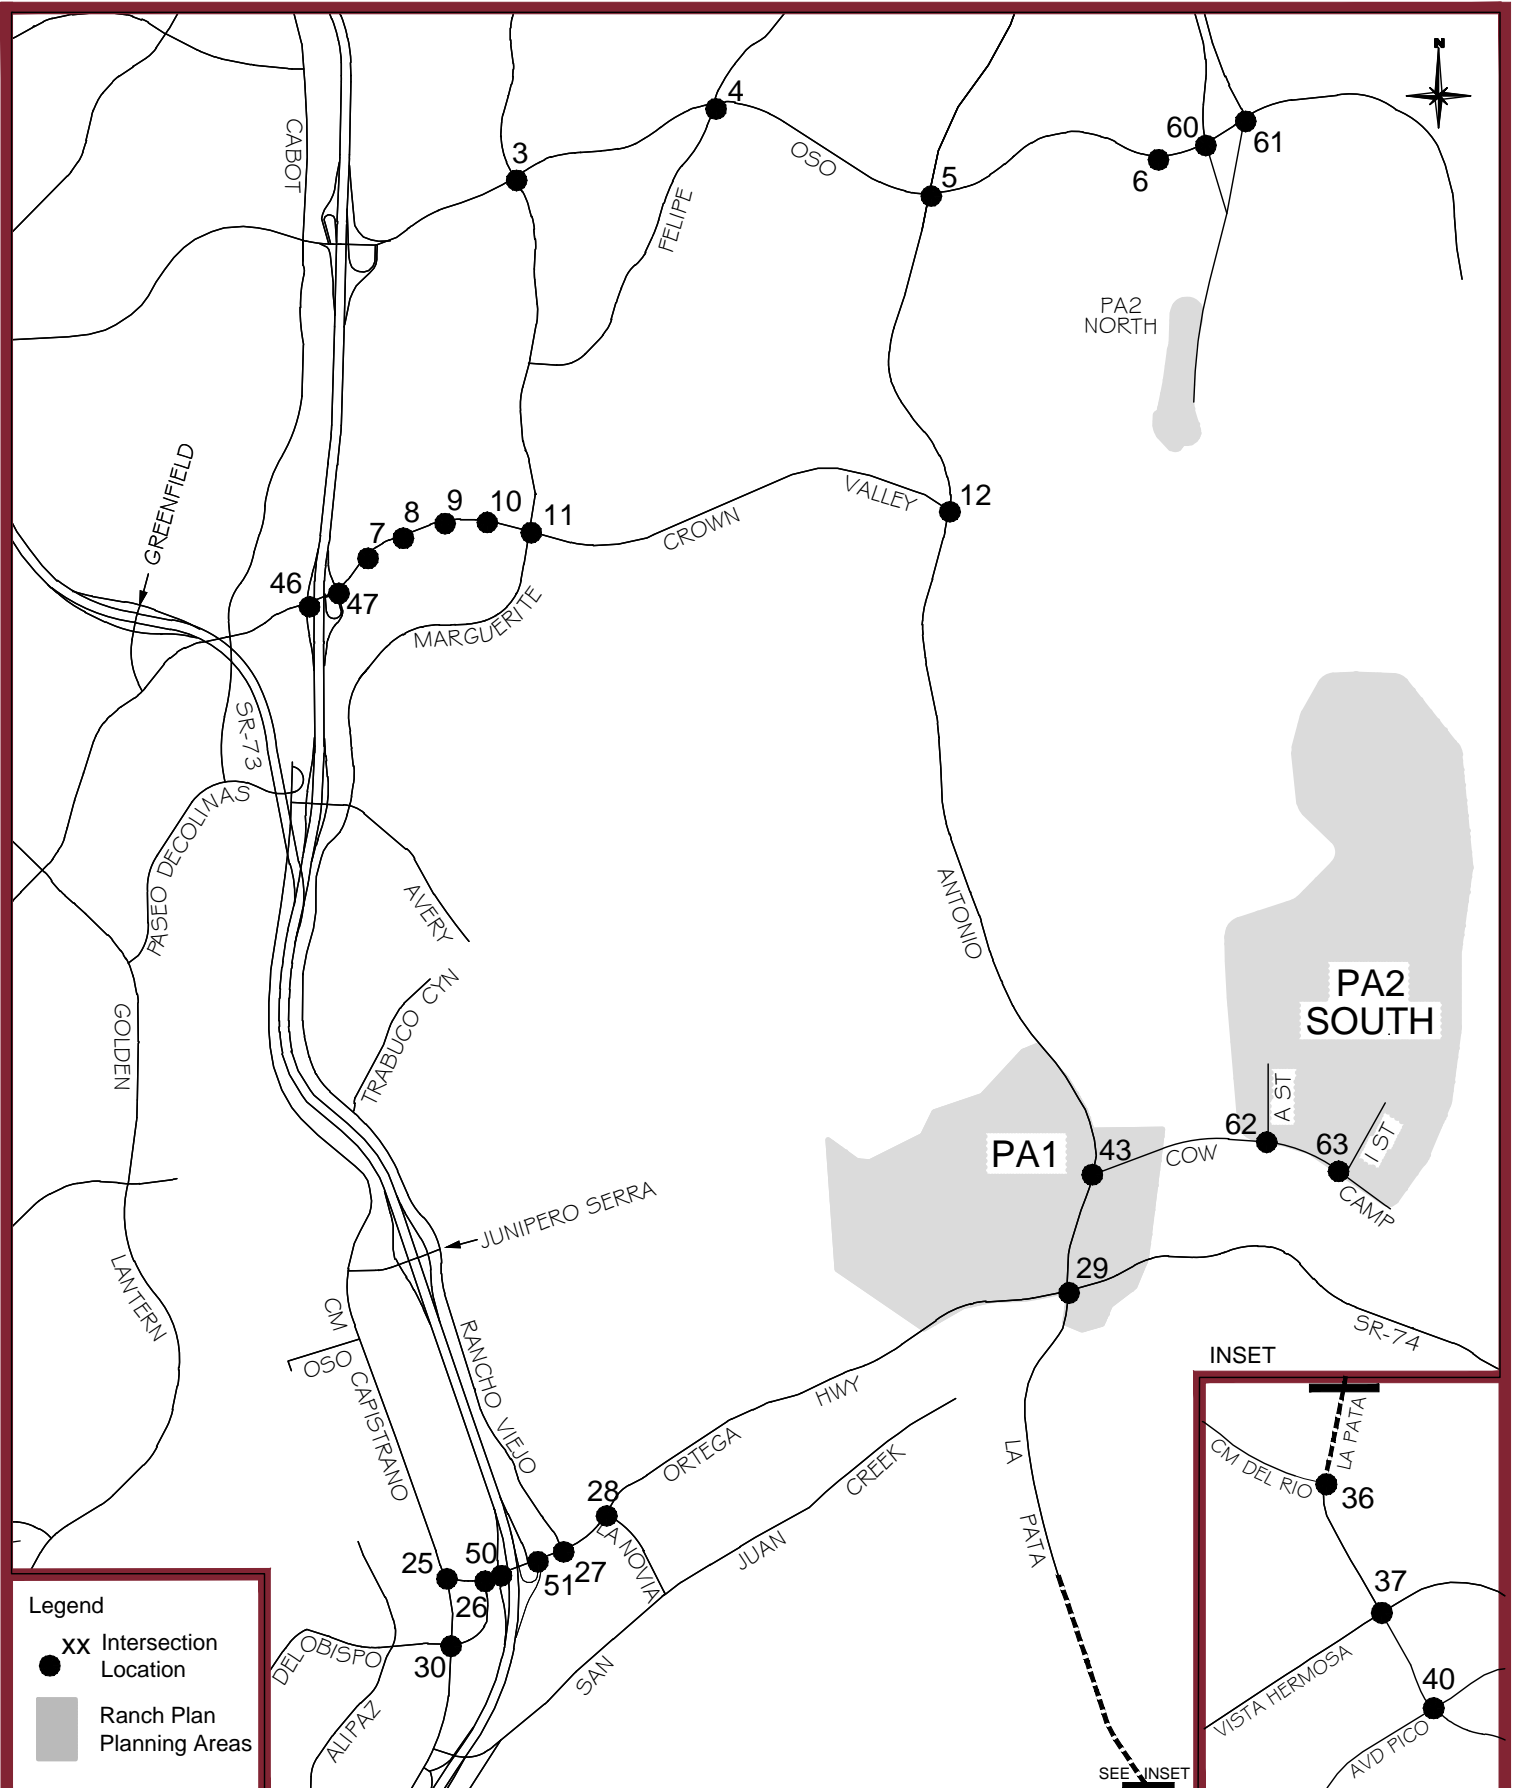 N
4
60
61
3
CABOT
OSO
6
5
FELIPE
PA2
NORTH
GREENFIELD
VALLEY
12
10
9
11
8
7
CROWN
46
47
MARGUERITE
SR-73
PASEO DECOLINAS
AVERY
ANTONIO
TRABUCO CYN
PA2
SOUTH
GOLDEN
A ST
62
63
I ST
PA1
43
COW
CAMP
JUNIPERO SERRA
29
LANTERN
CM
OSO
CAPISTRANO
RANCHO VIEJO
SR-74
INSET
HWY
LA PATA
ORTEGA
LA
CREEK
CM DEL RIO
36
28
LA NOVIA
PATA
JUAN
25
50
51
27
26
37
Legend
XX Intersection
Location
DEL OBISPO
30
SAN
VISTA HERMOSA
40
Ranch Plan
Planning Areas
ALIPAZ
AVD PICO
SEE INSET